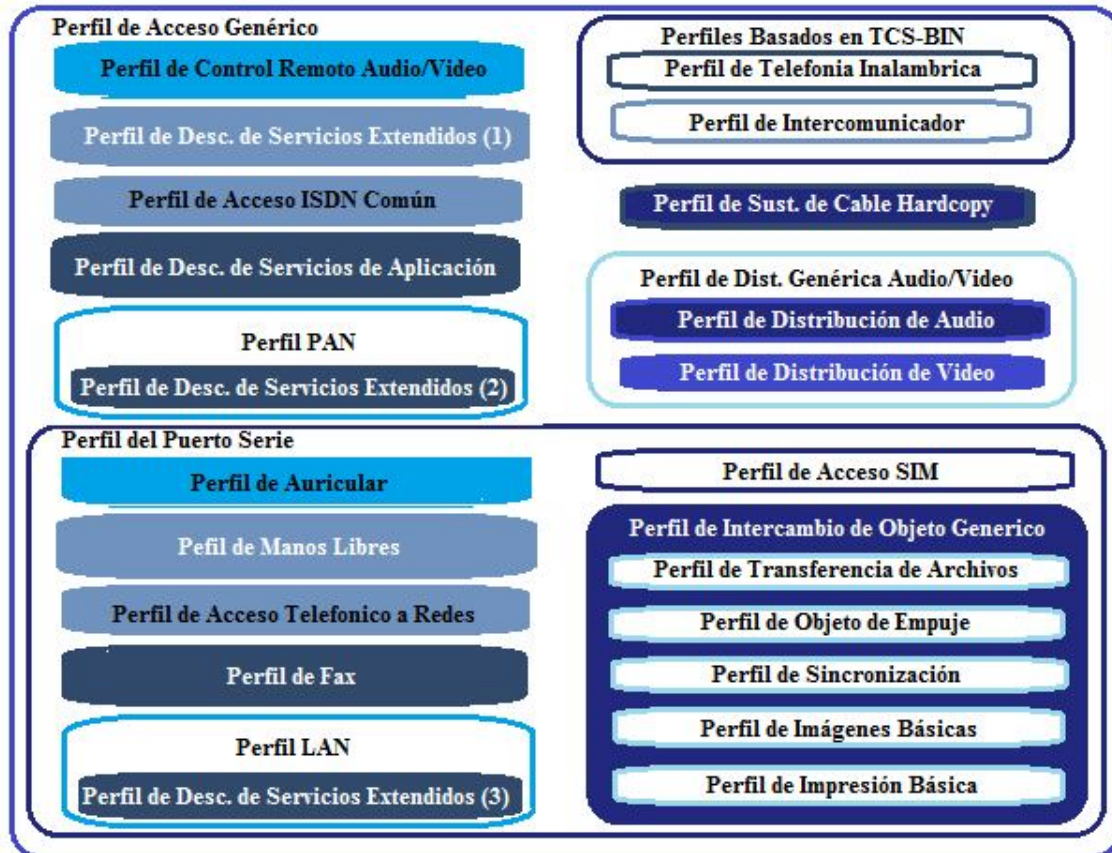 Perfil de Acceso Genérico
Perfil de Control Remoto Audio/Video
Perfil de Desc. de Servicios Extendidos (1)
Perfil de Acceso ISDN Común
Perfil de Desc. de Servicios de Aplicación
Perfil PAN
Perfil de Desc. de Servicios Extendidos (2)
Perfiles Basados en TCS-BIN
Perfil de Telefonia Inalambrica
Perfil de Intercomunicador
Perfil de Sust. de Cable Hardcopy
Perfil de Dist. Genérica Audio/Video
Perfil de Distribución de Audio
Perfil de Distribución de Video
Perfil del Puerto Serie
Perfil de Auricular
Pefil de Manos Libres
Perfil de Acceso Telefonico a Redes
Perfil de Fax
Perfil LAN
Perfil de Desc. de Servicios Extendidos (3)
Perfil de Acceso SIM
Perfil de Intercambio de Objeto Generico
Perfil de Transferencia de Archivos
Perfil de Objeto de Empuje
Perfil de Sincronización
Perfil de Imágenes Básicas
Perfil de Impresión Básica